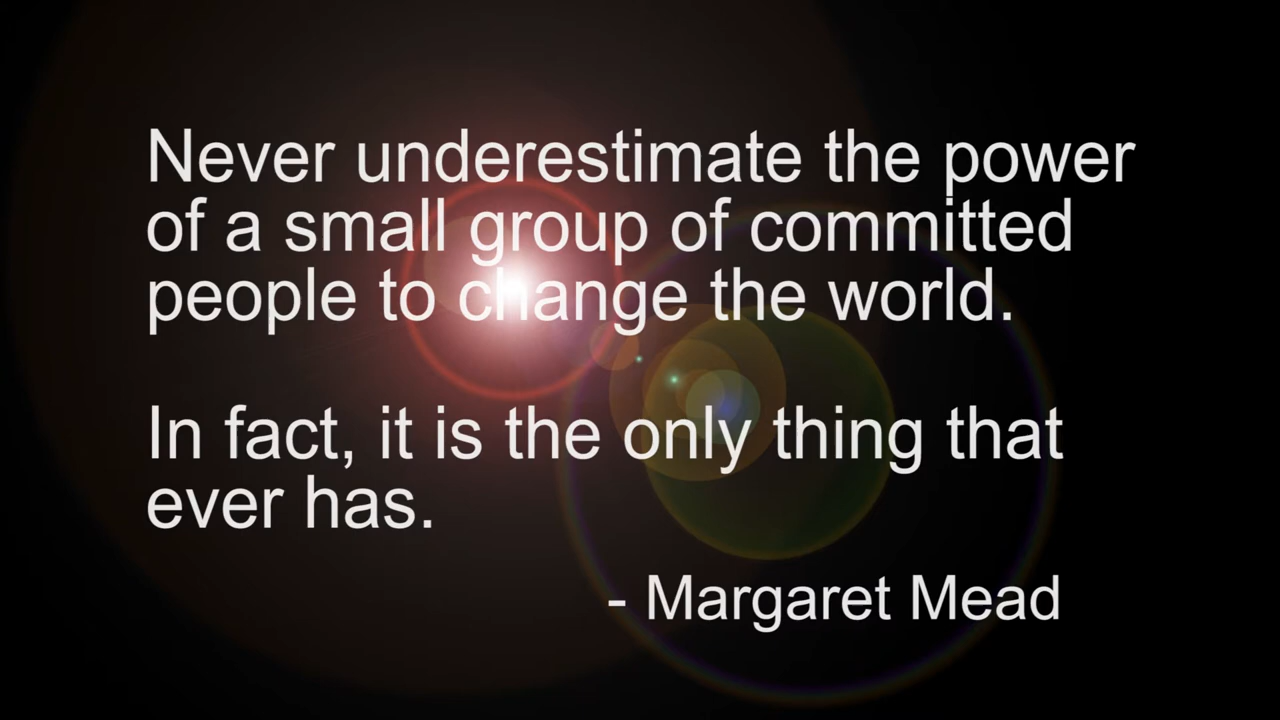 Never underestimate the power
of a small group of committed
people to change the world.
In fact, it is the only thing that
ever has.
- Margaret Mead